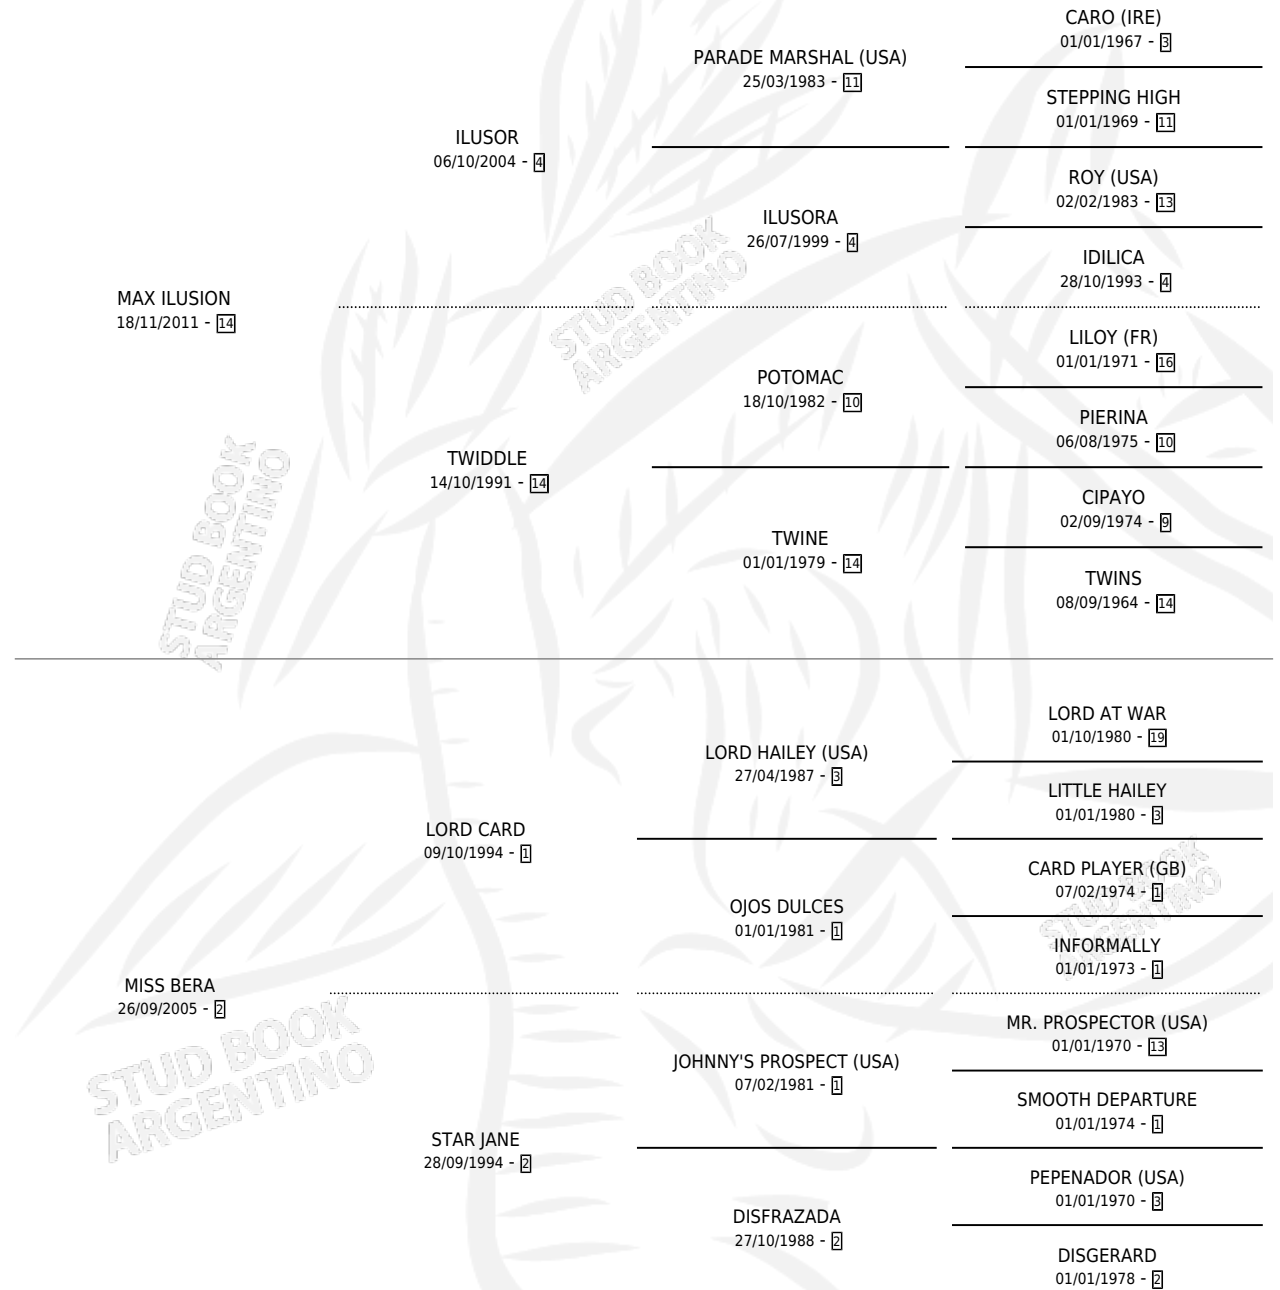 CARO (IRE)
01/01/1967 - 3
PARADE MARSHAL (USA)
25/03/1983 - 11
STEPPING HIGH
01/01/1969 - 11
ILUSOR
06/10/2004 - 4
ROY (USA)
02/02/1983 - 13
ILUSORA
26/07/1999 - 4
IDILICA
28/10/1993 - 4
MAX ILUSION
18/11/2011 - 14
LILOY (FR)
01/01/1971 - 16
POTOMAC
18/10/1982 - 10
PIERINA
06/08/1975 - 10
TWIDDLE
14/10/1991 - 14
CIPAYO
02/09/1974 - 9
TWINE
01/01/1979 - 14
TWINS
08/09/1964 - 14
LORD AT WAR
01/10/1980 - 19
LORD HAILEY (USA)
27/04/1987 - 3
LITTLE HAILEY
01/01/1980 - 3
LORD CARD
09/10/1994 - 1
CARD PLAYER (GB)
07/02/1974 - 1
OJOS DULCES
01/01/1981 - 1
INFORMALLY
01/01/1973 - 1
MISS BERA
26/09/2005 - 2
MR. PROSPECTOR (USA)
01/01/1970 - 13
JOHNNY'S PROSPECT (USA)
07/02/1981 - 1
SMOOTH DEPARTURE
01/01/1974 - 1
STAR JANE
28/09/1994 - 2
PEPENADOR (USA)
01/01/1970 - 3
DISFRAZADA
27/10/1988 - 2
DISGERARD
01/01/1978 - 2
STUD BOOK
ARGENTINO
STUD BOOK
ARGENTINO
STUD BOOK
ARGENTINO
STUD BOOK
ARGENTINO